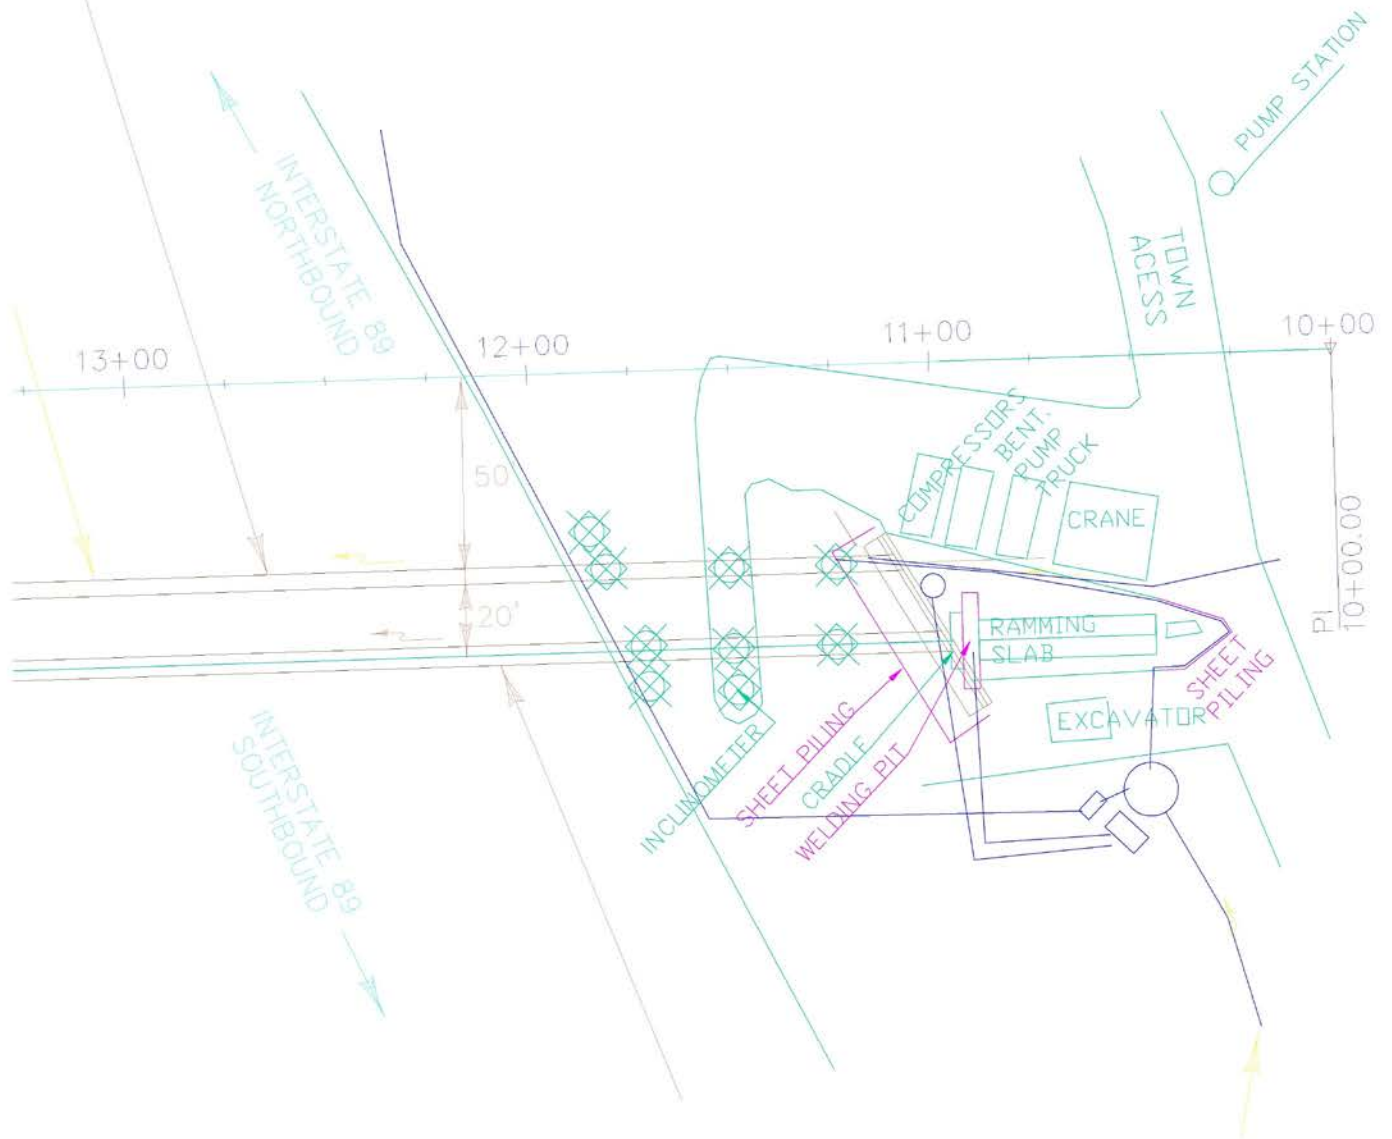 PUMP STATION
INTERSTATE 89
NORTHBOUND
TOWN
ACESS
13+00
12+00
11+00
10+00
50
COMPRESSORS
BENT.
PUMP
TRUCK
CRANE
PI
10+00.00
20'
RAMMING
SLAB
SHEET
PILING
EXCAVATOR
INCLINOMETER
SHEET PILING
CRADLE
WELDING PIT
INTERSTATE 89
SOUTHBOUND